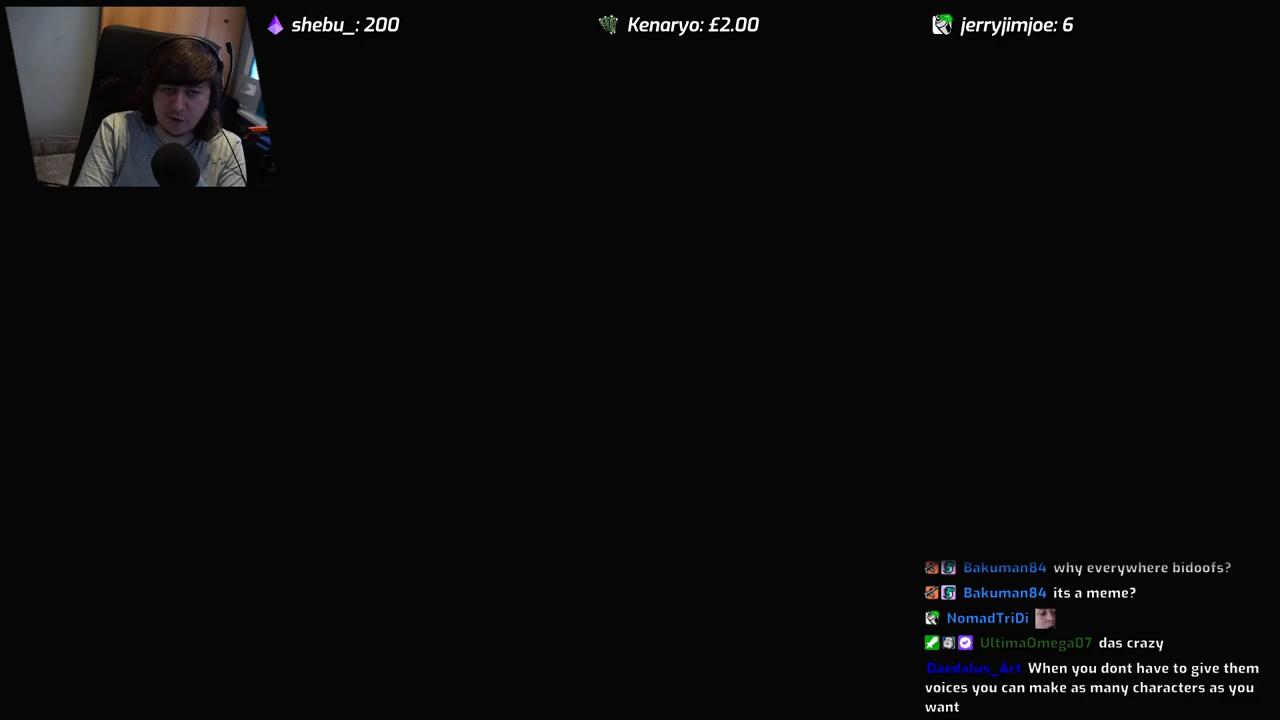 shebu_: 200
Kenaryo: £2.00
jerryjimjoe: 6
Bakuman84 why everywhere bidoofs?
Bakuman84 its a meme?
NomadTriDi
UltimaOmega07 das crazy
Daedalus_Art When you dont have to give them
voices you can make as many characters as you
want